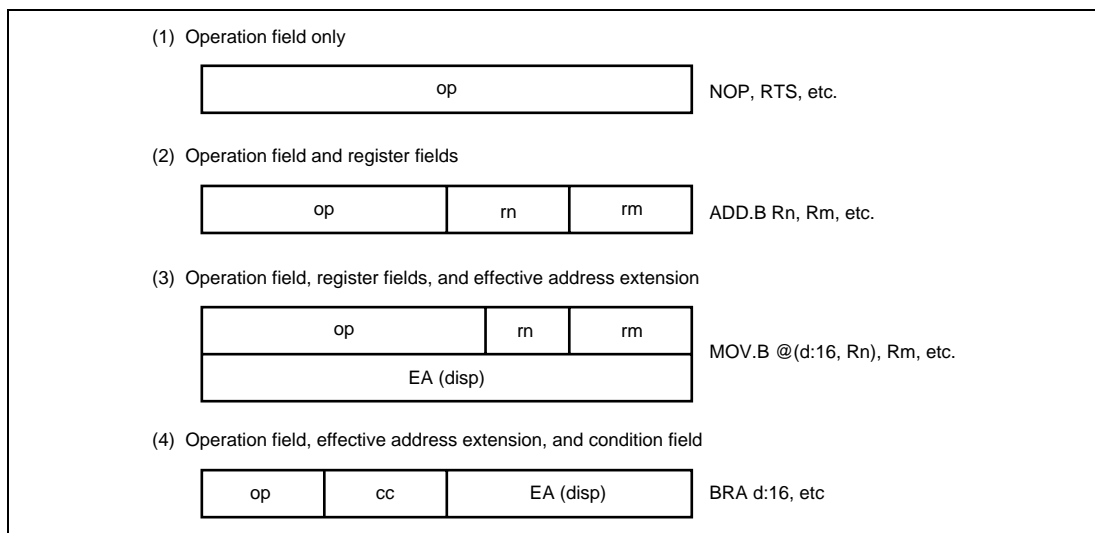 (1) Operation field only
op
NOP, RTS, etc.
(2) Operation field and register fields
op rn rm
ADD.B Rn, Rm, etc.
(3) Operation field, register fields, and effective address extension
op rn rm
EA (disp)
MOV.B @(d:16, Rn), Rm, etc.
(4) Operation field, effective address extension, and condition field
op cc EA (disp)
BRA d:16, etc